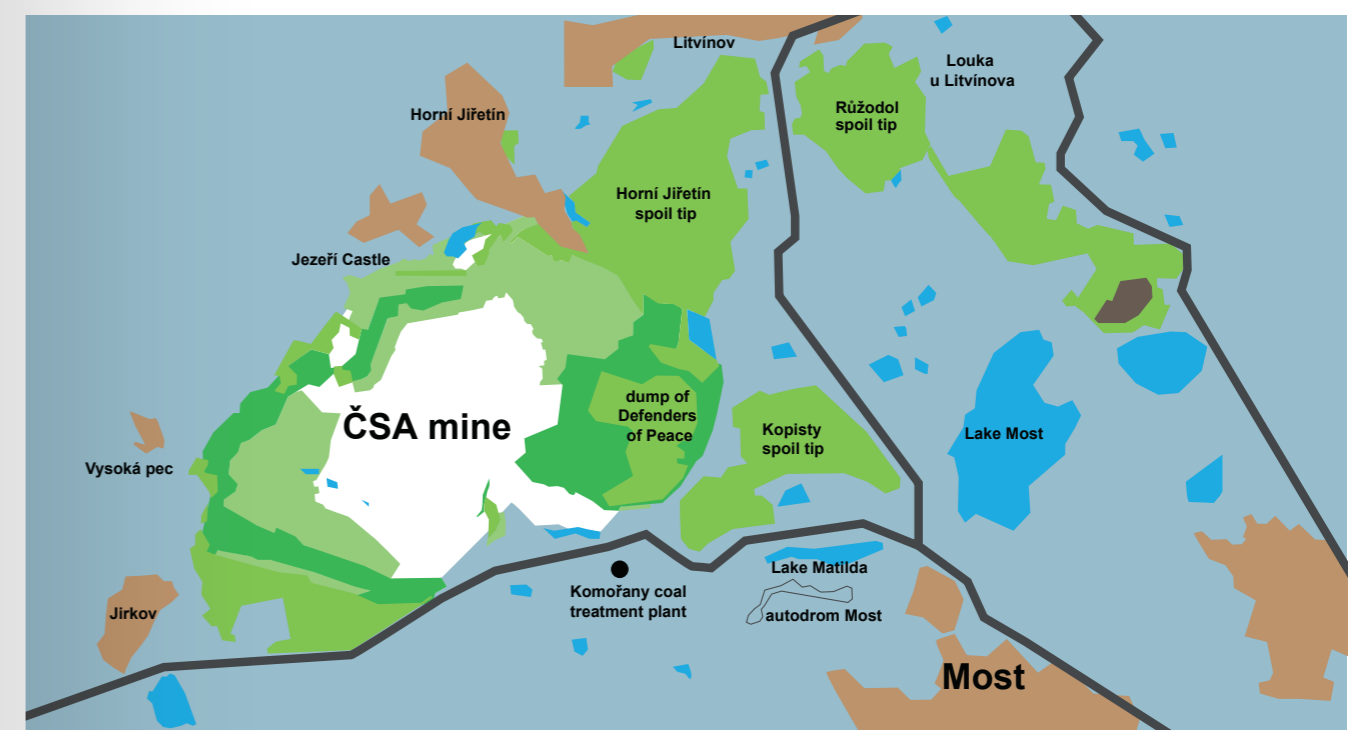 Litvínov
Louka
u Litvínova
Horní Jiřetín
Růžodol
spoil tip
Horní Jiřetín
spoil tip
Jezeří Castle
dump of
Defenders
of Peace
ČSA mine
Kopisty
spoil tip
Lake Most
Vysoká pec
Lake Matilda
Komořany coal
treatment plant
Jirkov
autodrom Most
Most